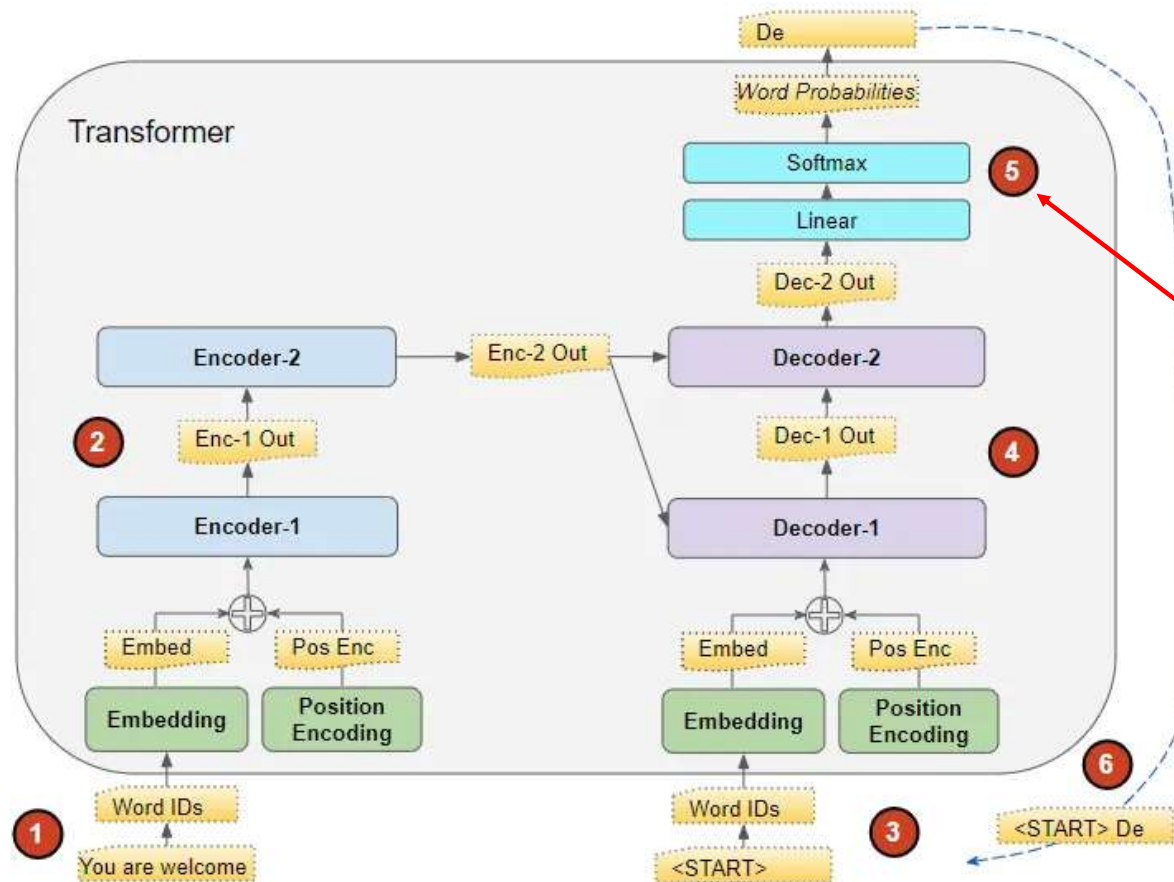 De
Word Probabilities
Transformer
Softmax
5
Linear
Dec-2 Out
Encoder-2
Enc-2 Out
Decoder-2
2
Enc-1 Out
Dec-1 Out
4
Encoder-1
Decoder-1
Embed
Pos Enc
Embed
Pos Enc
Embedding
Position
Encoding
Embedding
Position
Encoding
6
1
Word IDs
Word IDs
3
<START> De
You are welcome
<START>